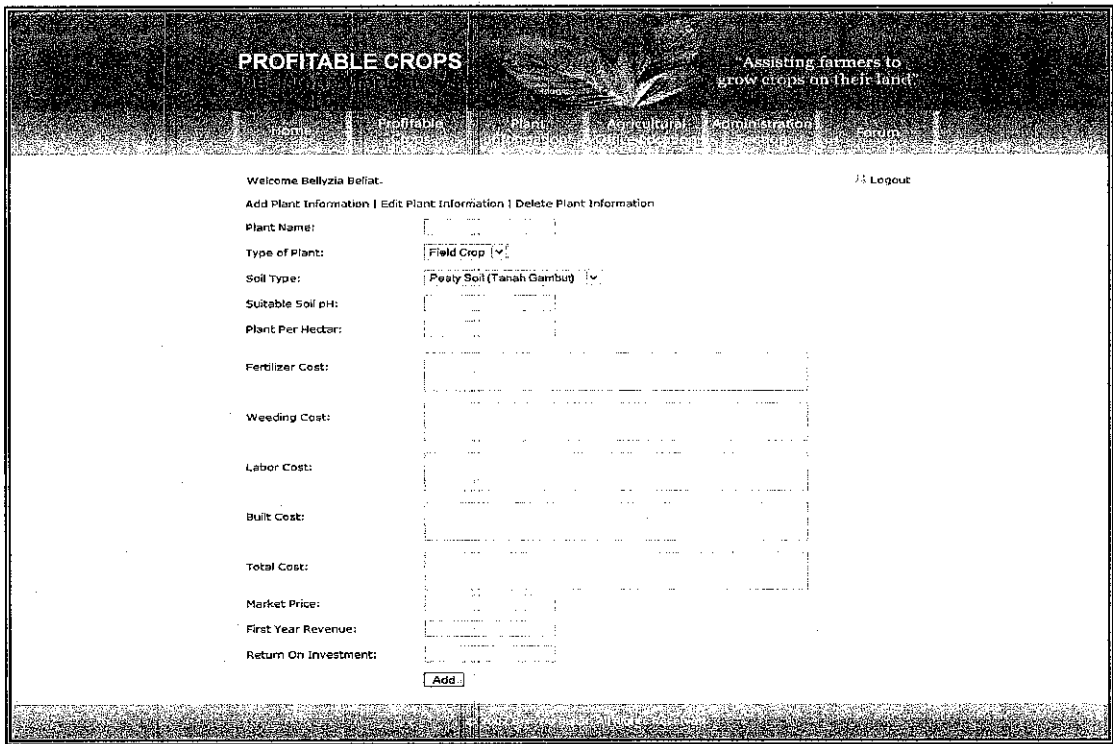 PROFITABLE CROPS
"Assisting farmers to
grow crops on their land"
Home
Profitable
Plant
Agricultural
Administration
Forum
Welcome Bellyzia Beliat.
Logout
Add Plant Information | Edit Plant Information | Delete Plant Information
Plant Name:
Type of Plant: Field Crop
Soil Type: Peaty Soil (Tanah Gambut)
Suitable Soil pH:
Plant Per Hectar:
Fertilizer Cost:
Weeding Cost:
Labor Cost:
Built Cost:
Total Cost:
Market Price:
First Year Revenue:
Return On Investment:
Add